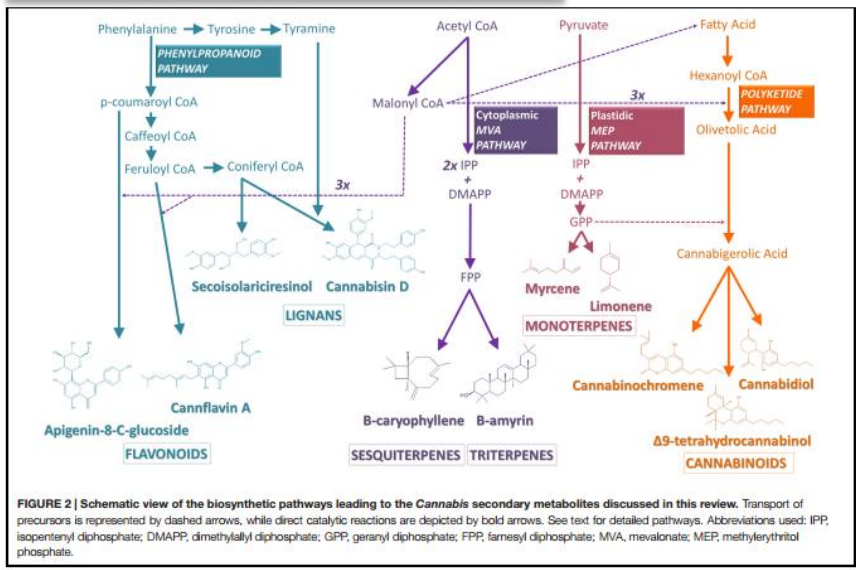 Phenylalanine Tyrosine Tyramine
Acetyl CoA
Pyruvate
Fatty Acid
PHENYLPROPANOID
PATHWAY
Hexanoyl CoA
p-coumaroyl CoA
Malonyl CoA
3x
POLYKETIDE
PATHWAY
Cytoplasmic
MVA
PATHWAY
Plastidic
MEP
PATHWAY
Caffeoyl CoA
Olivetolic Acid
Feruloyl CoA
Coniferyl CoA
3x
2x IPP
+
DMAPP
IPP
+
DMAPP
GPP
Cannabigerolic Acid
FPP
Secoisolariciresinol
Cannabisin D
LIGNANS
Myrcene
Limonene
MONOTERPENES
Cannabinochromene
Cannabidiol
Cannflavin A
Apigenin-8-C-glucoside
FLAVONOIDS
B-caryophyllene
B-amyrin
SESQUITERPENES
TRITERPENES
Δ9-tetrahydrocannabinol
CANNABINOIDS
FIGURE 2 | Schematic view of the biosynthetic pathways leading to the Cannabis secondary metabolites discussed in this review. Transport of
precursors is represented by dashed arrows, while direct catalytic reactions are depicted by bold arrows. See text for detailed pathways. Abbreviations used: IPP,
isopentenyl diphosphate; DMAPP, dimethylallyl diphosphate; GPP, geranyl diphosphate; FPP, farnesyl diphosphate; MVA, mevalonate; MEP, methylerythritol
phosphate.